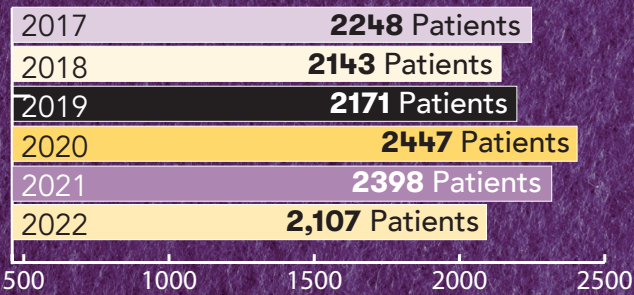 2017 2248 Patients
2018 2143 Patients
2019 2171 Patients
2020 2447 Patients
2021 2398 Patients
2022 2,107 Patients
500 1000 1500 2000 2500